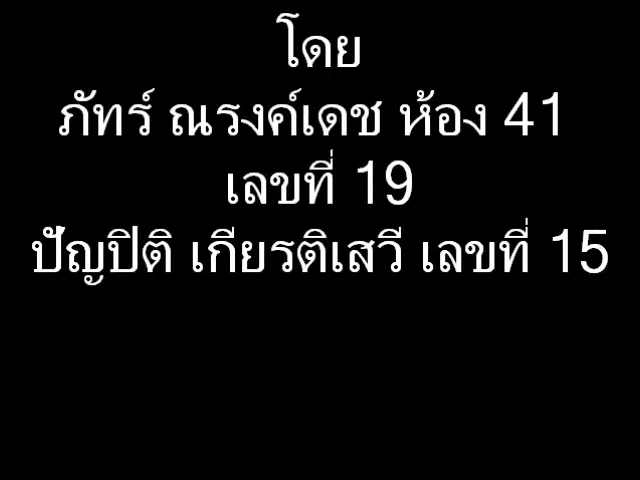 โดย
ภัทร์ ณรงค์เดช ห้อง 41
เลขที่ 19
ปัญปิติ เกียรติเสวี เลขที่ 15